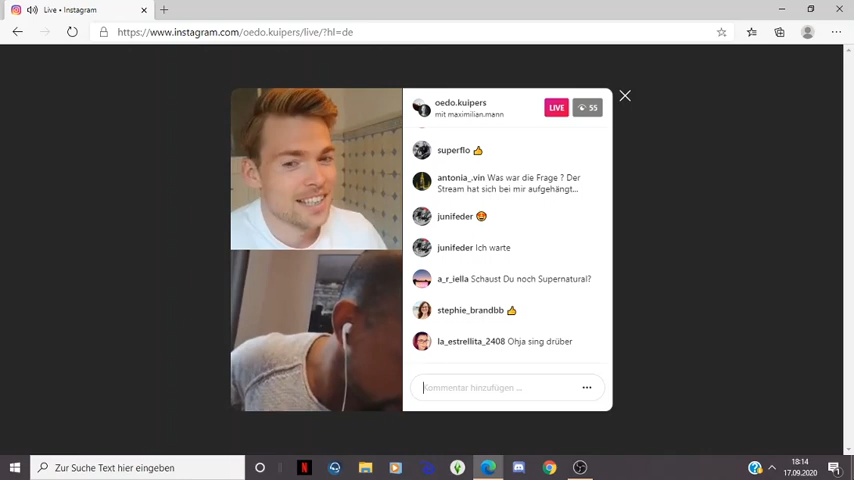 Live • Instagram
https://www.instagram.com/oedo.kuipers/live/?hl=de
oedo.kuipers
mit maximilian.mann
LIVE
55
superflo 👍
antonia_.vin Was war die Frage ? Der
Stream hat sich bei mir aufgehängt...
junifeder 🤩
junifeder Ich warte
a_r_iella Schaust Du noch Supernatural?
stephie_brandbb 👍
la_estrellita_2408 Ohja sing drüber
Kommentar hinzufügen ...
Zur Suche Text hier eingeben
N
18:14
17.09.2020
1